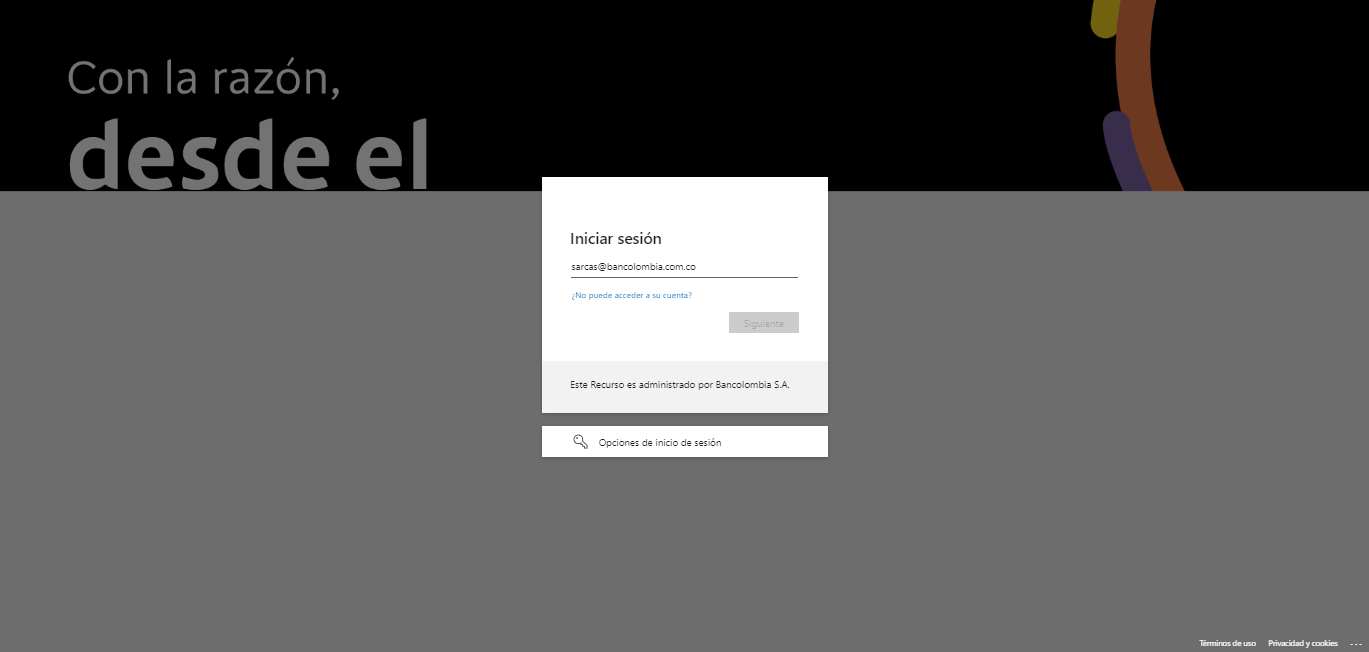 Con la razón,
desde el
Iniciar sesión
sarcas@bancolombia.com.co
¿No puede acceder a su cuenta?
Siguiente
Este Recurso es administrado por Bancolombia S.A.
Opciones de inicio de sesión
Términos de uso Privacidad y cookies ...